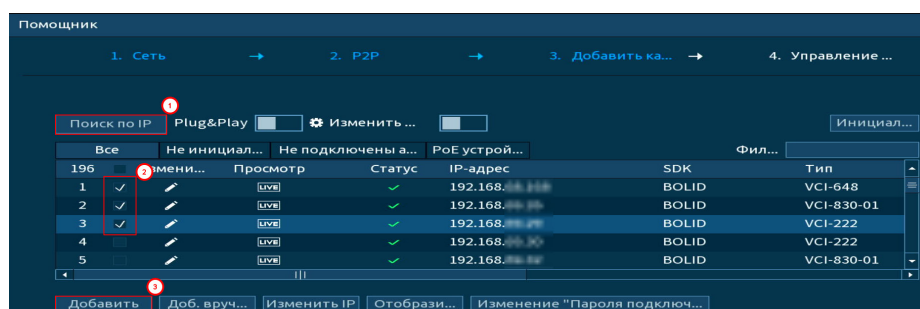 Помощник
1. Сеть → 2. P2P → 3. Добавить ка... → 4. Управление ...
1
Поиск по IP Plug&Play Изменить ... Инициал...
Все Не инициал... Не подключены а... PoE устрой... Фил...
196 2 змени... Просмотр Статус IP-адрес SDK Тип
1 LIVE 192.168. BOLID VCI-648
2 LIVE 192.168. BOLID VCI-830-01
3 LIVE 192.168. BOLID VCI-222
4 LIVE 192.168. BOLID VCI-222
5 LIVE 192.168. BOLID VCI-830-01
3
Добавить Доб. вруч... Изменить IP Отобрази... Изменение "Пароля подключ...